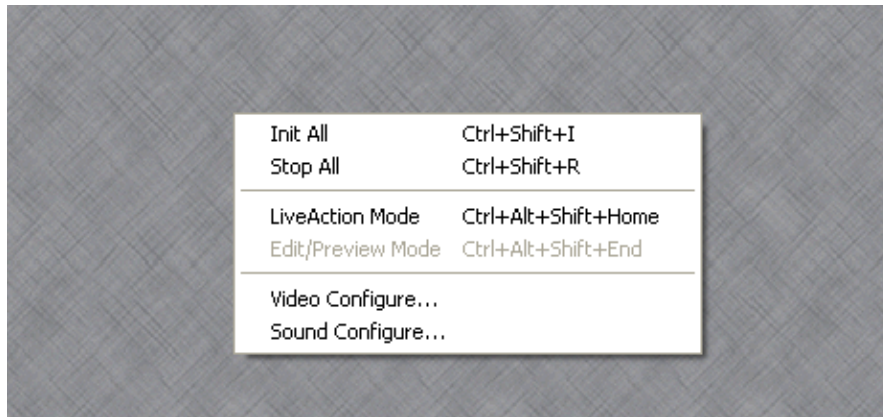 Init All Ctrl+Shift+I
Stop All Ctrl+Shift+R
LiveAction Mode Ctrl+Alt+Shift+Home
Edit/Preview Mode Ctrl+Alt+Shift+End
Video Configure...
Sound Configure...